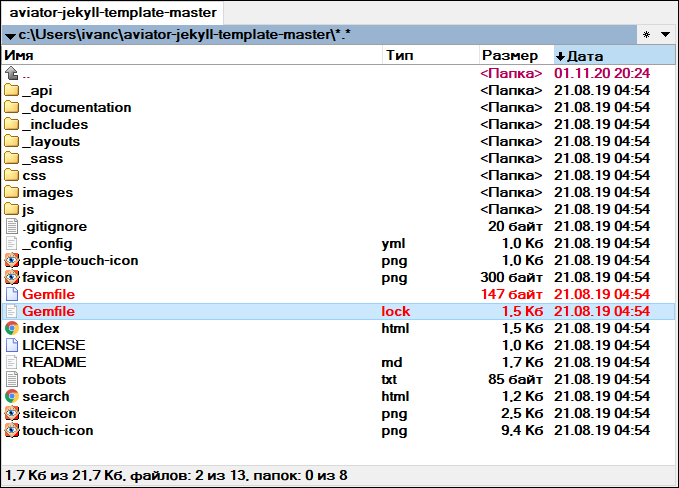 aviator-jekyll-template-master
c:\Users\ivanc\aviator-jekyll-template-master\*.*
Имя Тип Размер Дата
.. <Папка> 01.11.20 20:24
_api <Папка> 21.08.19 04:54
_documentation <Папка> 21.08.19 04:54
_includes <Папка> 21.08.19 04:54
_layouts <Папка> 21.08.19 04:54
_sass <Папка> 21.08.19 04:54
css <Папка> 21.08.19 04:54
images <Папка> 21.08.19 04:54
js <Папка> 21.08.19 04:54
.gitignore 20 байт 21.08.19 04:54
_config yml 1,0 Кб 21.08.19 04:54
apple-touch-icon png 1,0 Кб 21.08.19 04:54
favicon png 300 байт 21.08.19 04:54
Gemfile 147 байт 21.08.19 04:54
Gemfile lock 1,5 Кб 21.08.19 04:54
index html 1,5 Кб 21.08.19 04:54
LICENSE 1,0 Кб 21.08.19 04:54
README md 1,7 Кб 21.08.19 04:54
robots txt 85 байт 21.08.19 04:54
search html 1,2 Кб 21.08.19 04:54
siteicon png 2,5 Кб 21.08.19 04:54
touch-icon png 9,4 Кб 21.08.19 04:54
1,7 Кб из 21,7 Кб, файлов: 2 из 13, папок: 0 из 8